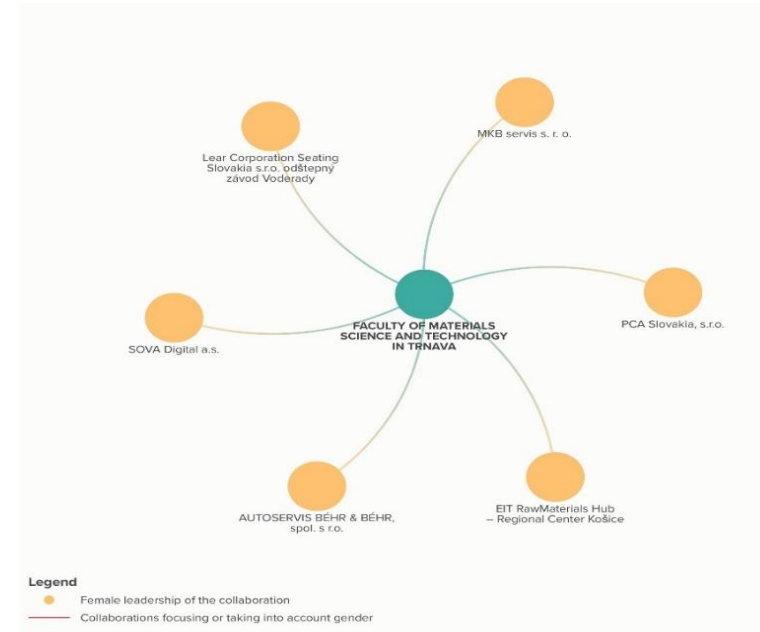 MKB servis s. r. o.
Lear Corporation Seating
Slovakia s.r.o. odštepný
závod Voderady
PCA Slovakia, s.r.o.
FACULTY OF MATERIALS
SCIENCE AND TECHNOLOGY
IN TRNAVA
SOVA Digital a.s.
EIT RawMaterials Hub
– Regional Center Košice
AUTOSERVIS BÉHR & BÉHR,
spol. s r.o.
Legend
Female leadership of the collaboration
Collaborations focusing or taking into account gender